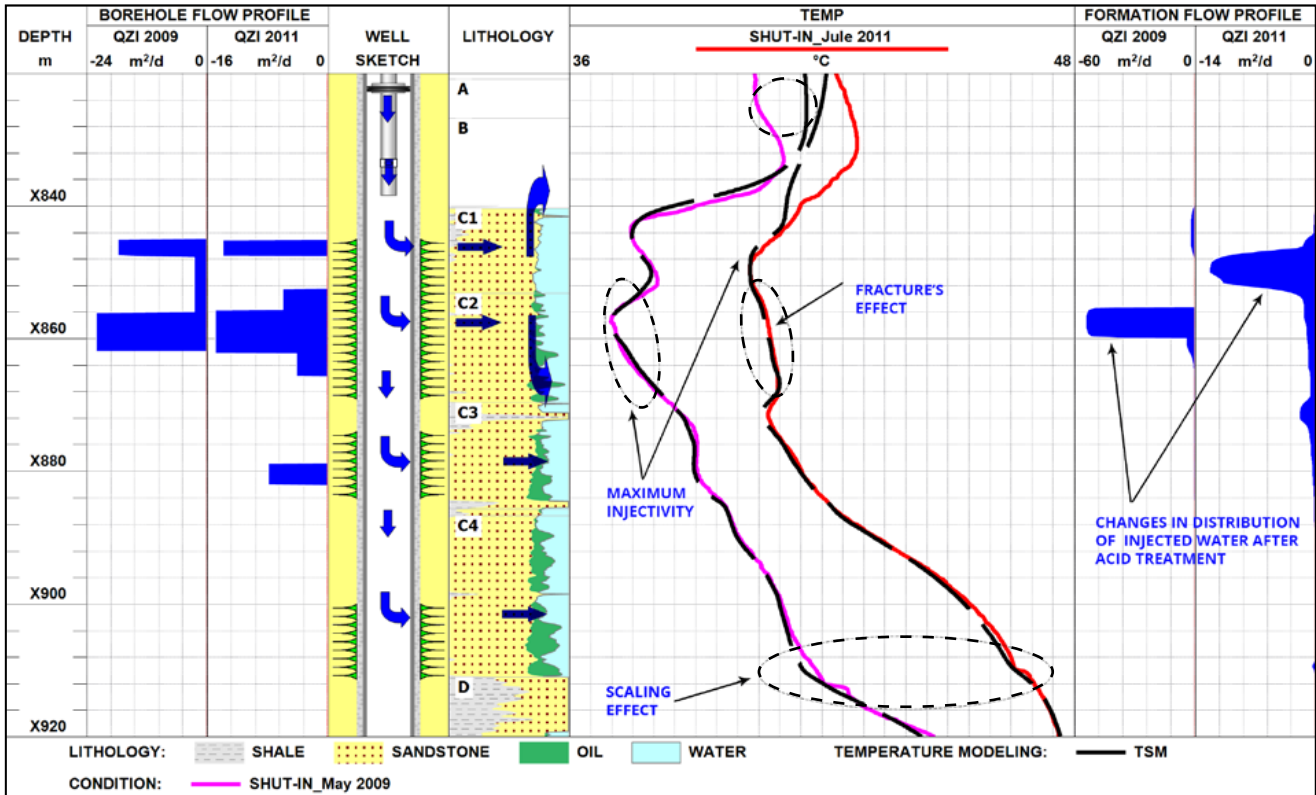 BOREHOLE FLOW PROFILE
TEMP
FORMATION FLOW PROFILE
DEPTH
m
QZI 2009
-24 m²/d 0
QZI 2011
-16 m²/d 0
WELL
SKETCH
LITHOLOGY
SHUT-IN_Jule 2011
36 °C 48
QZI 2009
-60 m²/d 0
QZI 2011
-14 m²/d 0
A
B
X840
C1
C2
FRACTURE'S
EFFECT
X860
C3
X880
MAXIMUM
INJECTIVITY
C4
CHANGES IN DISTRIBUTION
OF INJECTED WATER AFTER
ACID TREATMENT
X900
D
SCALING
EFFECT
X920
LITHOLOGY: SHALE SANDSTONE OIL WATER TEMPERATURE MODELING: TSM
CONDITION: SHUT-IN_May 2009